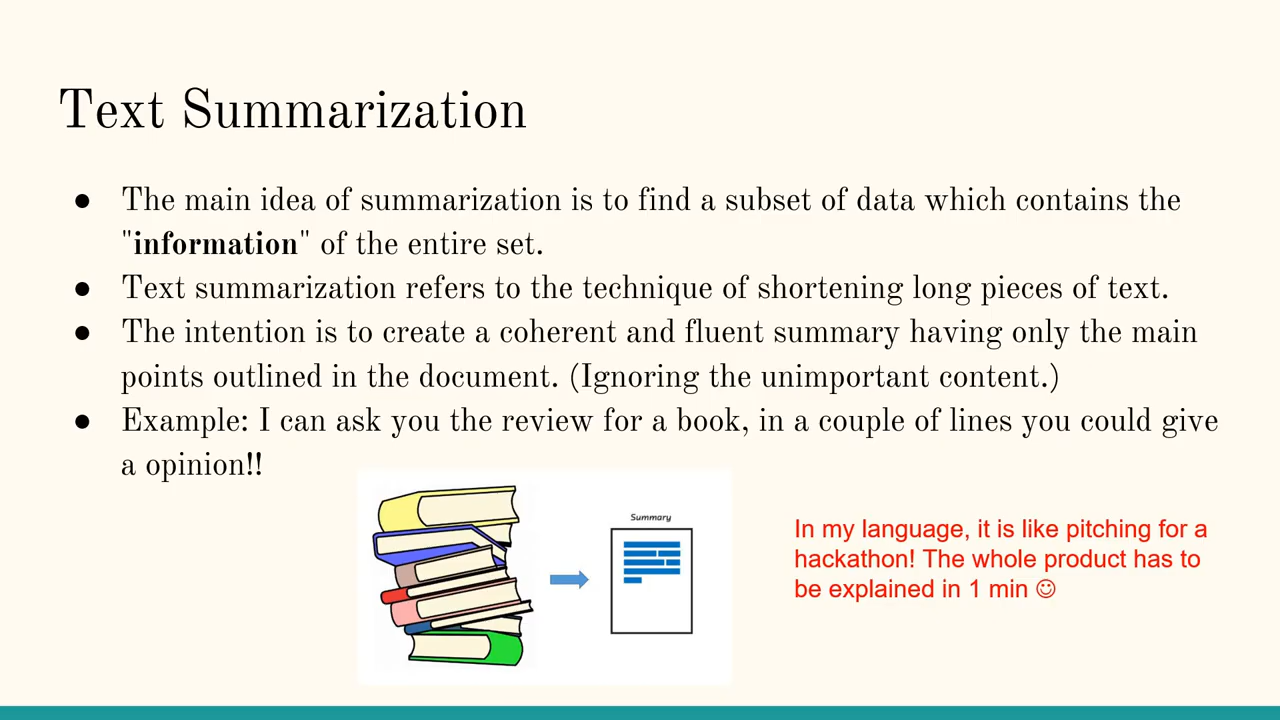 Text Summarization
● The main idea of summarization is to find a subset of data which contains the
"information" of the entire set.
● Text summarization refers to the technique of shortening long pieces of text.
● The intention is to create a coherent and fluent summary having only the main
points outlined in the document. (Ignoring the unimportant content.)
● Example: I can ask you the review for a book, in a couple of lines you could give
a opinion!!
Summary
In my language, it is like pitching for a
hackathon! The whole product has to
be explained in 1 min ☺